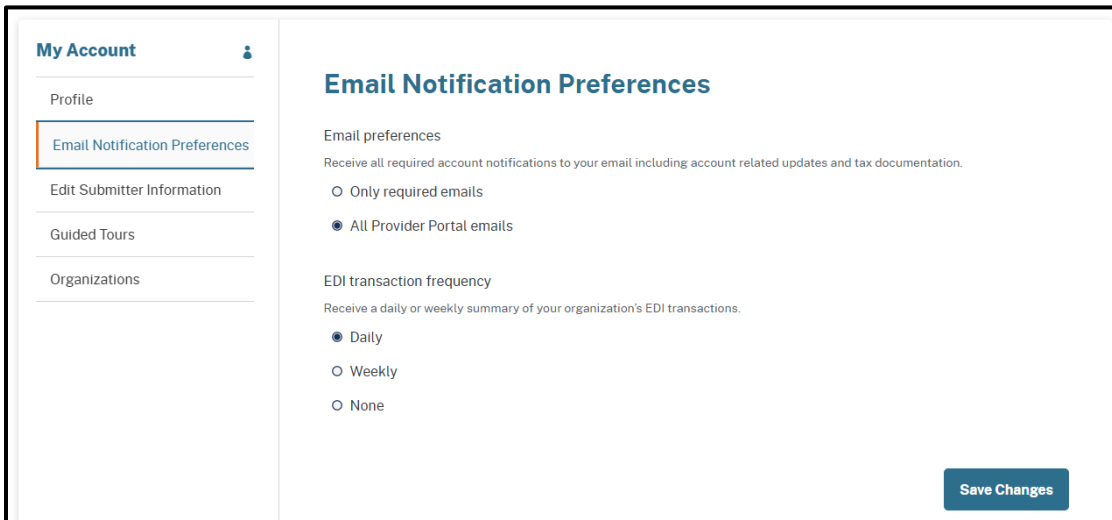 My Account
Profile
Email Notification Preferences
Edit Submitter Information
Guided Tours
Organizations
Email Notification Preferences
Email preferences
Receive all required account notifications to your email including account related updates and tax documentation.
Only required emails
All Provider Portal emails
EDI transaction frequency
Receive a daily or weekly summary of your organization's EDI transactions.
Daily
Weekly
None
Save Changes